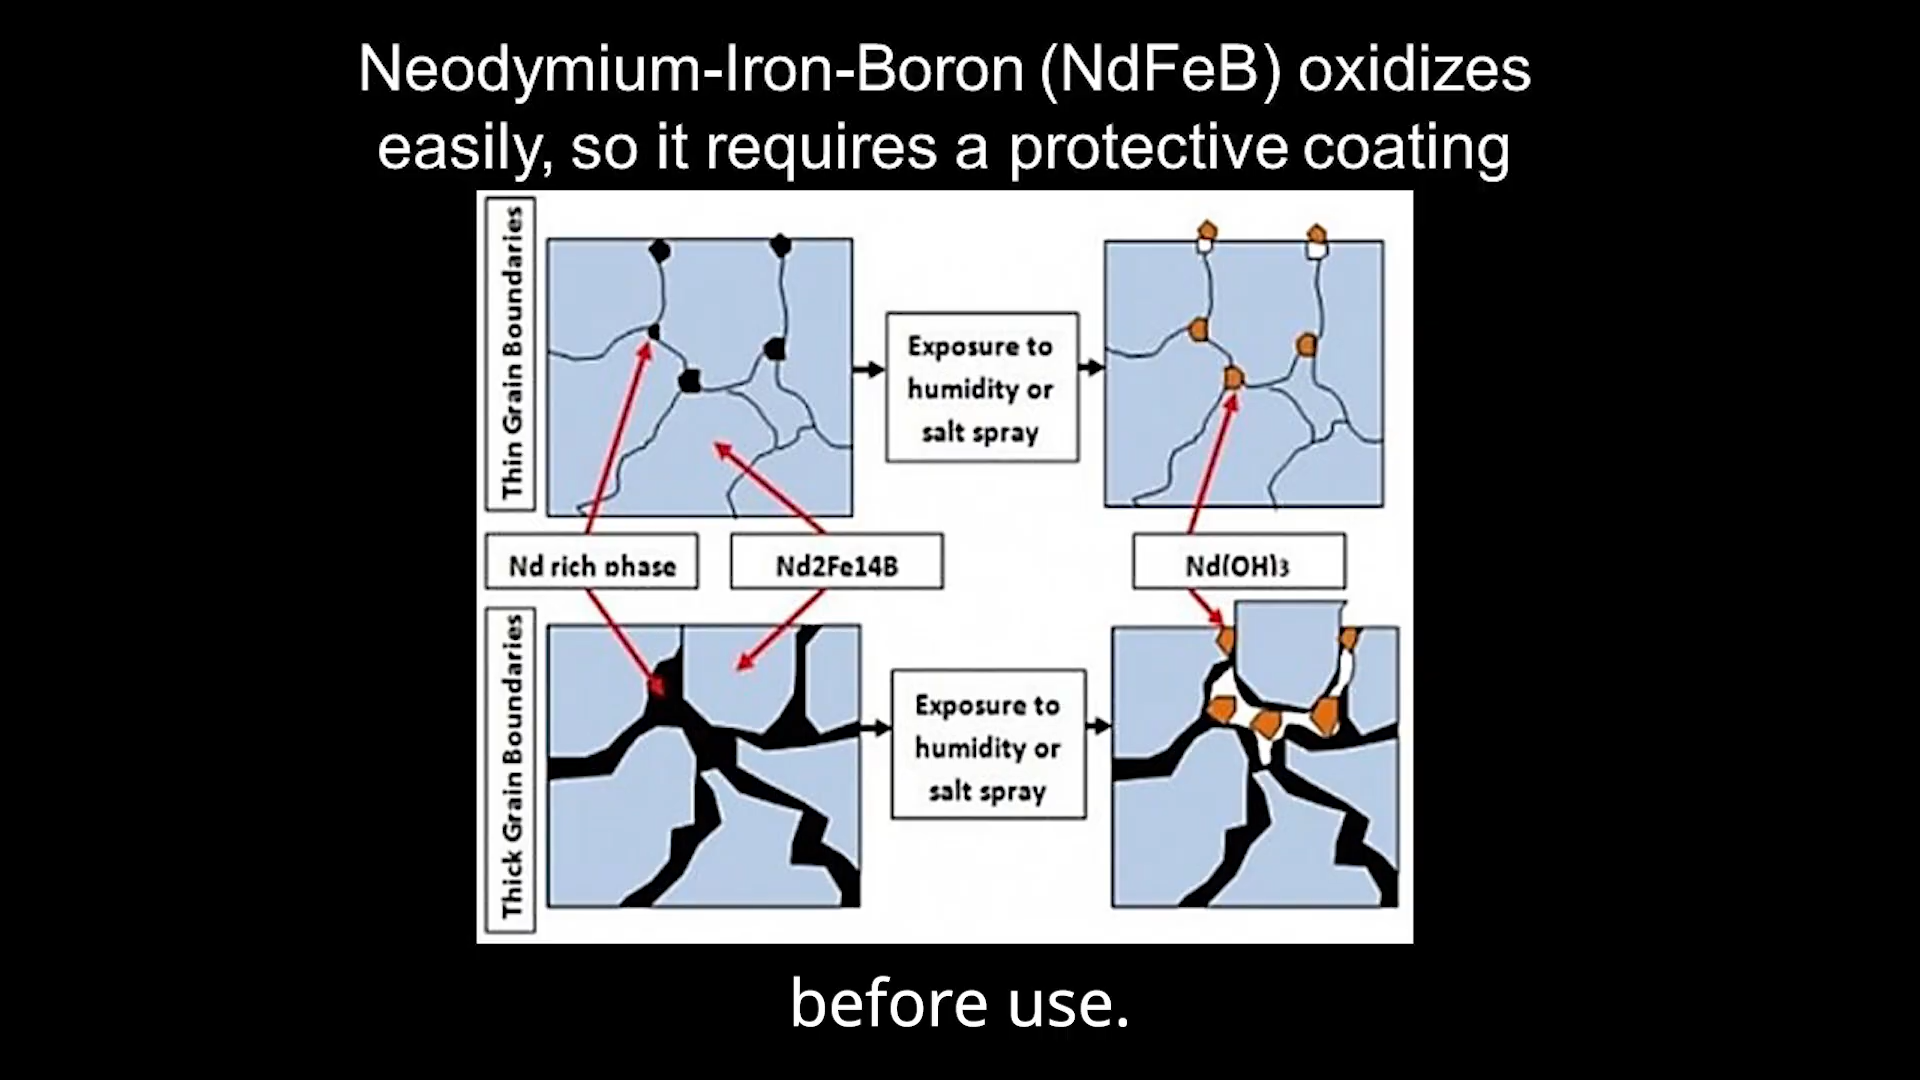 Neodymium-Iron-Boron (NdFeB) oxidizes
easily, so it requires a protective coating
Thin Grain Boundaries
Exposure to
humidity or
salt spray
Nd rich phase
Nd2Fe14B
Nd(OH)3
Thick Grain Boundaries
Exposure to
humidity or
salt spray
before use.